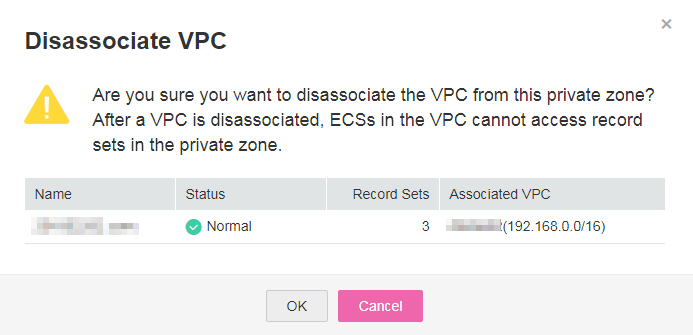 Disassociate VPC
Are you sure you want to disassociate the VPC from this private zone?
After a VPC is disassociated, ECSs in the VPC cannot access record
sets in the private zone.
Name Status Record Sets Associated VPC
Normal 3 (192.168.0.0/16)
OK Cancel